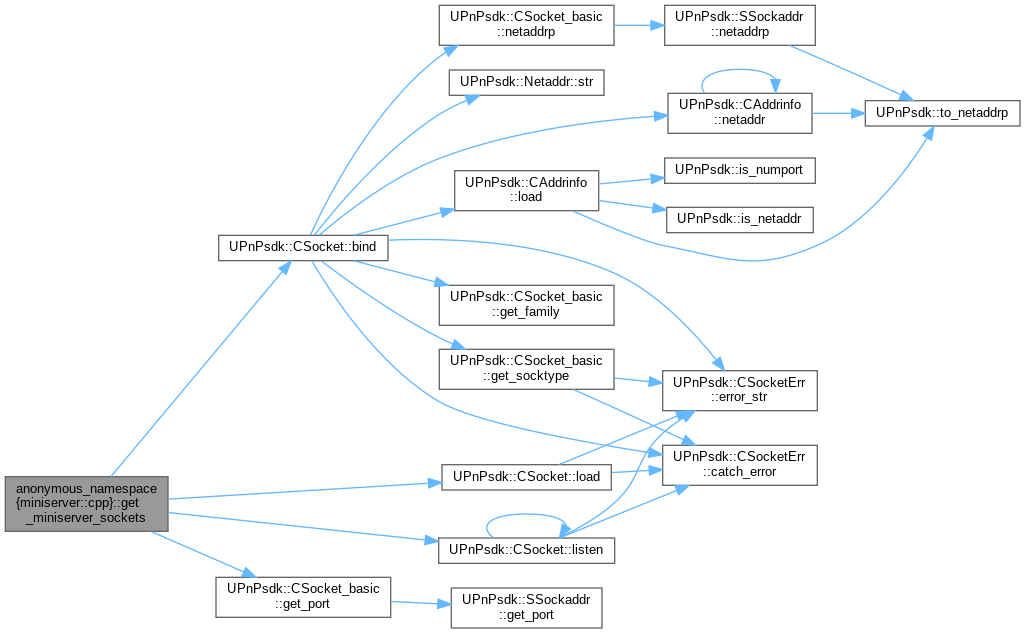 UPnPsdk::CSocket_basic
::netaddrp
UPnPsdk::SSockaddr
::netaddrp
UPnPsdk::Netaddr::str
UPnPsdk::CAddrinfo
::netaddr
UPnPsdk::to_netaddrp
UPnPsdk::CAddrinfo
::load
UPnPsdk::is_numport
UPnPsdk::is_netaddr
UPnPsdk::CSocket::bind
UPnPsdk::CSocket_basic
::get_family
UPnPsdk::CSocket_basic
::get_socktype
UPnPsdk::CSocketErr
::error_str
UPnPsdk::CSocketErr
::catch_error
UPnPsdk::CSocket::load
anonymous_namespace
{miniserver::cpp}::get
_miniserver_sockets
UPnPsdk::CSocket::listen
UPnPsdk::CSocket_basic
::get_port
UPnPsdk::SSockaddr
::get_port